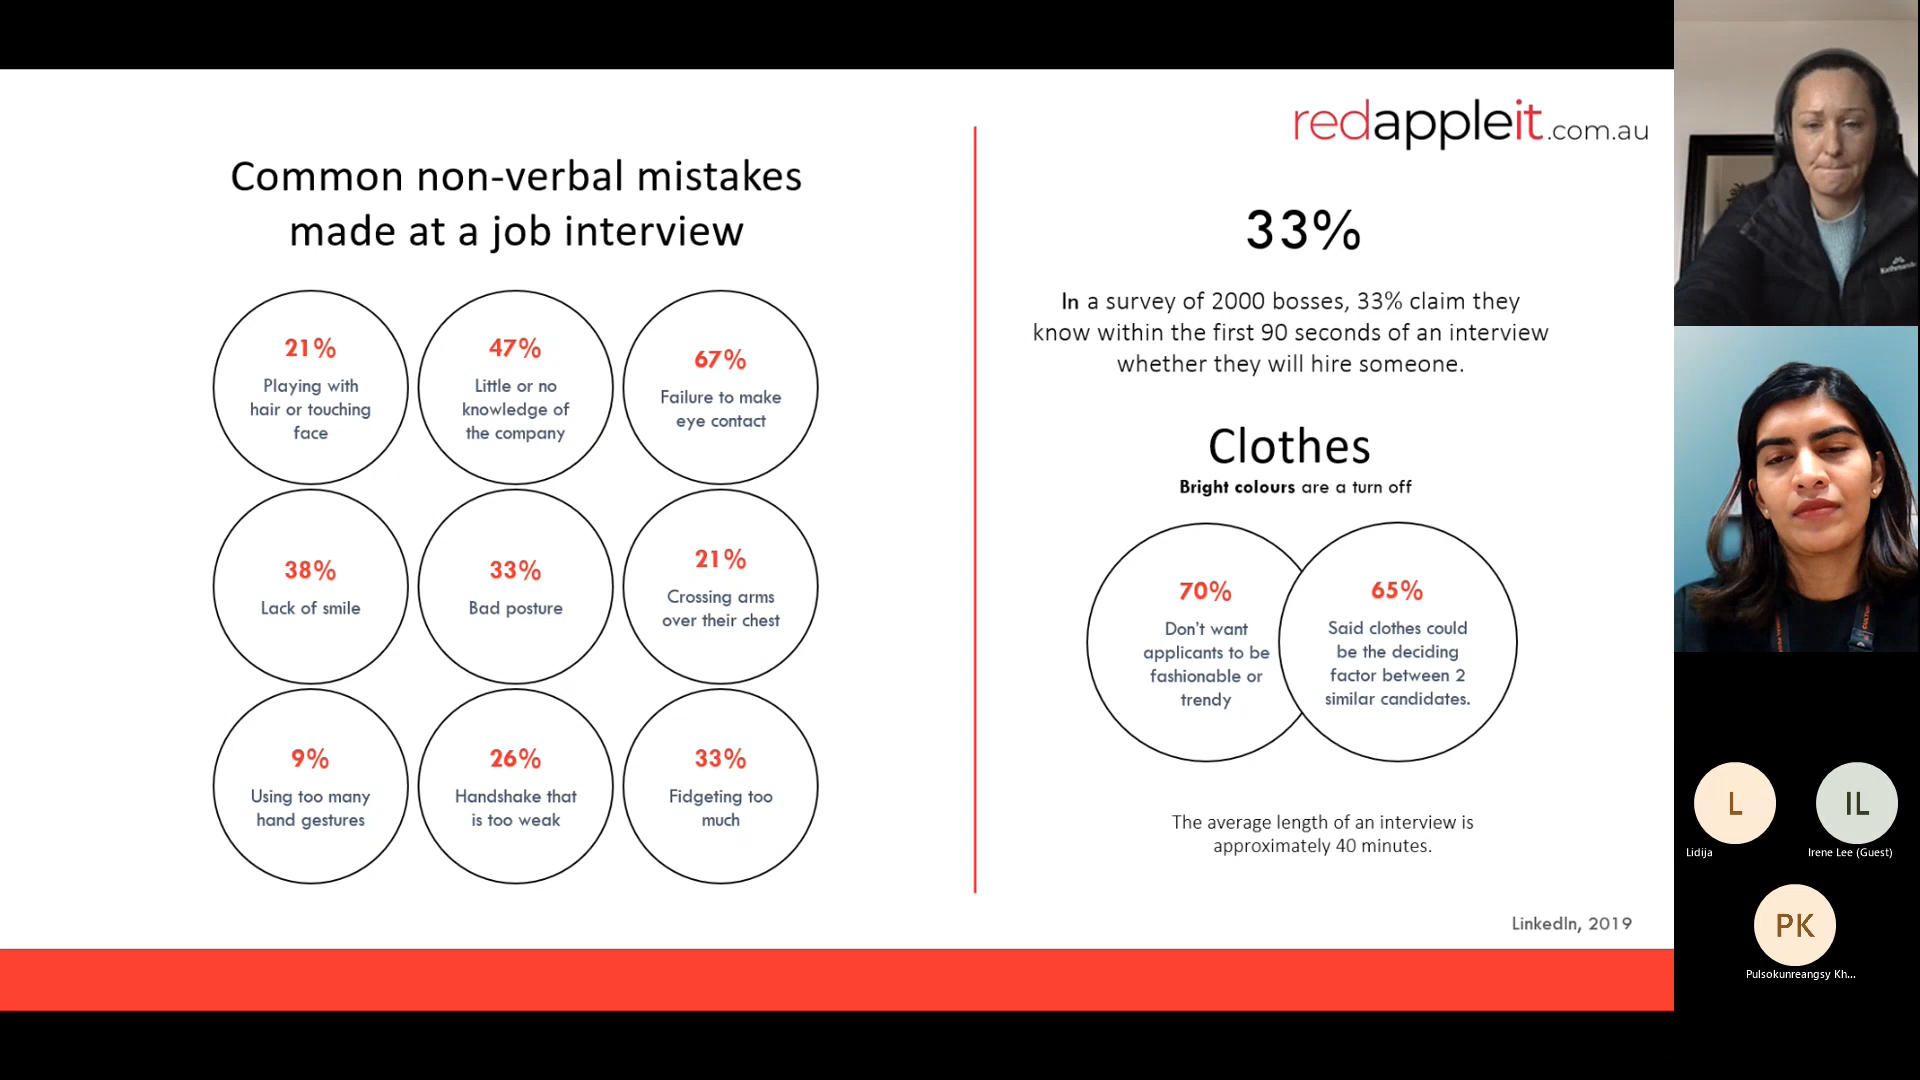 redappleit.com.au
Common non-verbal mistakes
made at a job interview
21%
Playing with
hair or touching
face
47%
Little or no
knowledge of
the company
67%
Failure to make
eye contact
38%
Lack of smile
33%
Bad posture
21%
Crossing arms
over their chest
9%
Using too many
hand gestures
26%
Handshake that
is too weak
33%
Fidgeting too
much
33%
In a survey of 2000 bosses, 33% claim they
know within the first 90 seconds of an interview
whether they will hire someone.
Clothes
Bright colours are a turn off
70%
Don't want
applicants to be
fashionable or
trendy
65%
Said clothes could
be the deciding
factor between 2
similar candidates.
The average length of an interview is
approximately 40 minutes.
LinkedIn, 2019
L
Lidija
IL
Irene Lee (Guest)
PK
Pulsokunreangsy Kh...